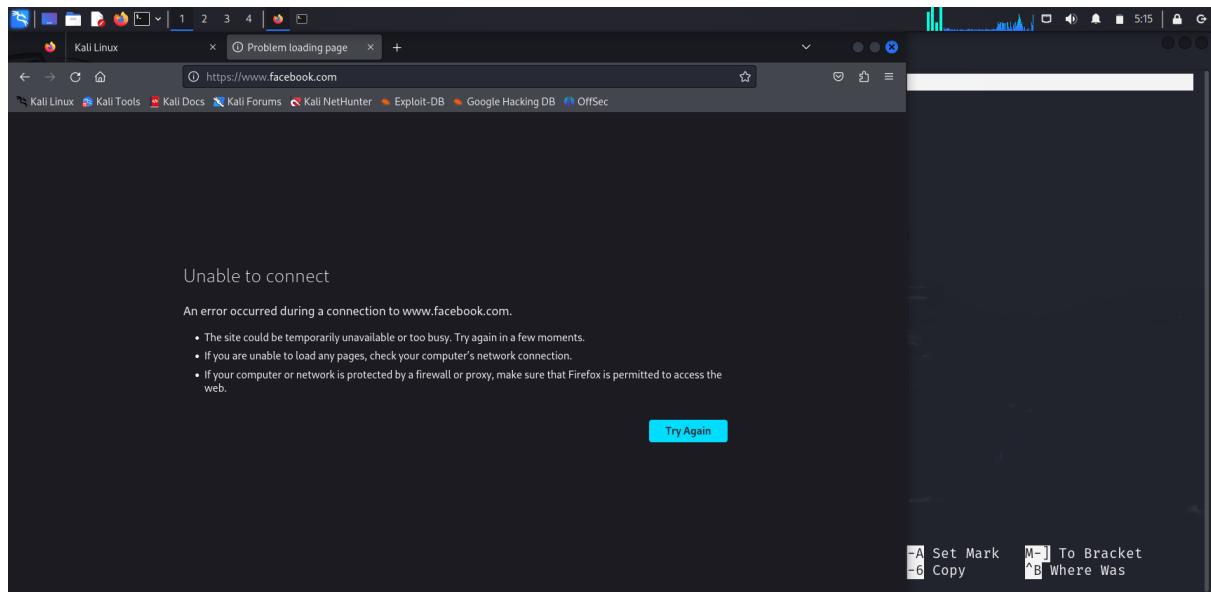 1 2 3 4
5:15
Kali Linux
Problem loading page
https://www.facebook.com
Kali Linux Kali Tools Kali Docs Kali Forums Kali NetHunter Exploit-DB Google Hacking DB OffSec
Unable to connect
An error occurred during a connection to www.facebook.com.
• The site could be temporarily unavailable or too busy. Try again in a few moments.
• If you are unable to load any pages, check your computer's network connection.
• If your computer or network is protected by a firewall or proxy, make sure that Firefox is permitted to access the
web.
Try Again
-A Set Mark M-] To Bracket
-6 Copy ^B Where Was